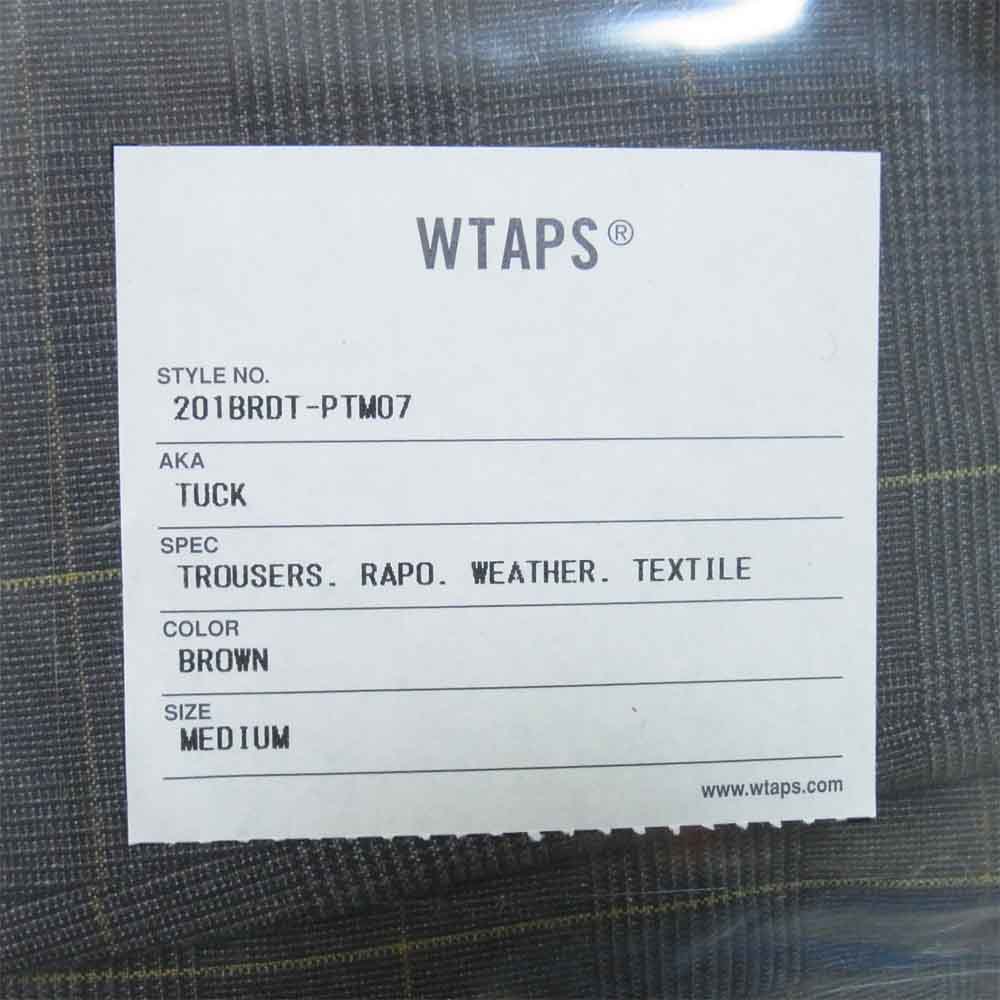 WTAPS®
STYLE NO.
201BRDT-PTM07
AKA
TUCK
SPEC
TROUSERS. RAPO. WEATHER. TEXTILE
COLOR
BROWN
SIZE
MEDIUM
www.wtaps.com